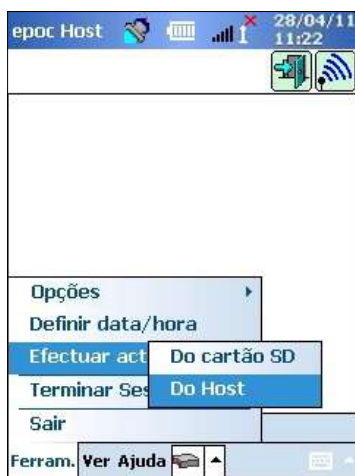 epoc Host 28/04/11
11:22
Opções
Definir data/hora
Efectuar act
Do cartão SD
Terminar Ses
Do Host
Sair
Ferram. Ver Ajuda